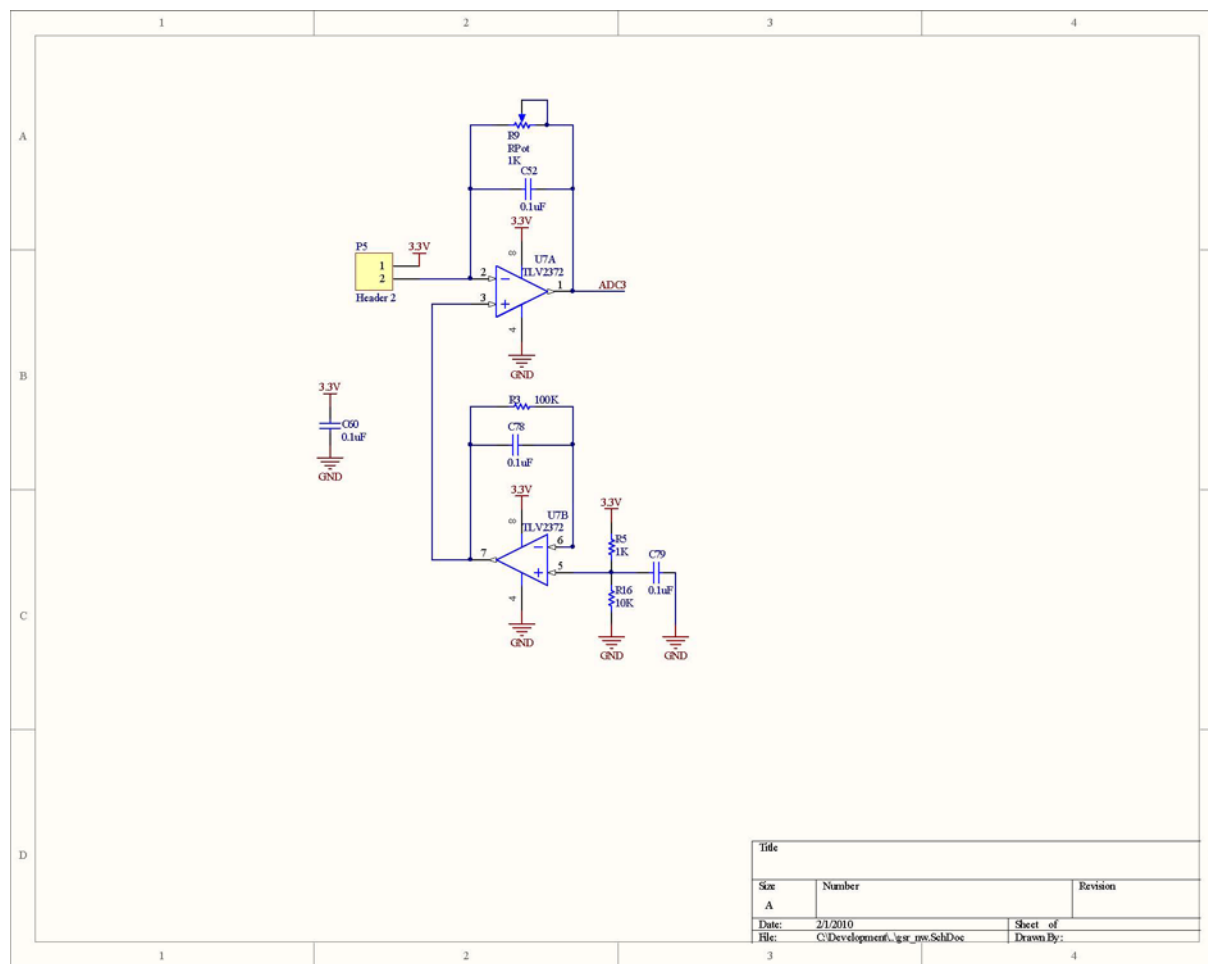 1 2 3 4
A
R9
RPot
1K
C52
0.1uF
3.3V
P5
3.3V
8
U7A
TLV2372
1
2
2
3
1
ADC3
Header 2
4
GND
B
3.3V
C60
0.1uF
GND
R3 100K
C78
0.1uF
3.3V
8
U7B
TLV2372
3.3V
6
7
5
R5
1K
C79
0.1uF
R16
10K
4
GND
GND
GND
C
D
Title
Size
A
Number
Revision
Date: 2/1/2010 Sheet of
File: C:\Development\..\gsr_nw.SchDoc Drawn By:
1 2 3 4